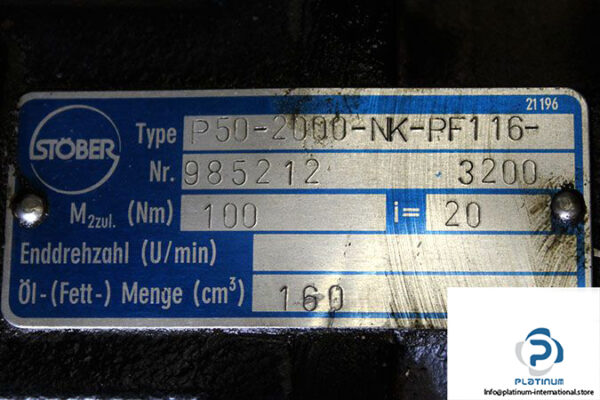 21196
STÖBER
Type P50-2000-NK-PF116-
Nr. 985212 3200
M2zul. (Nm) 100 i= 20
Enddrehzahl (U/min)
Öl-(Fett-) Menge (cm³) 160
PLATINUM
Info@platinum-international.store